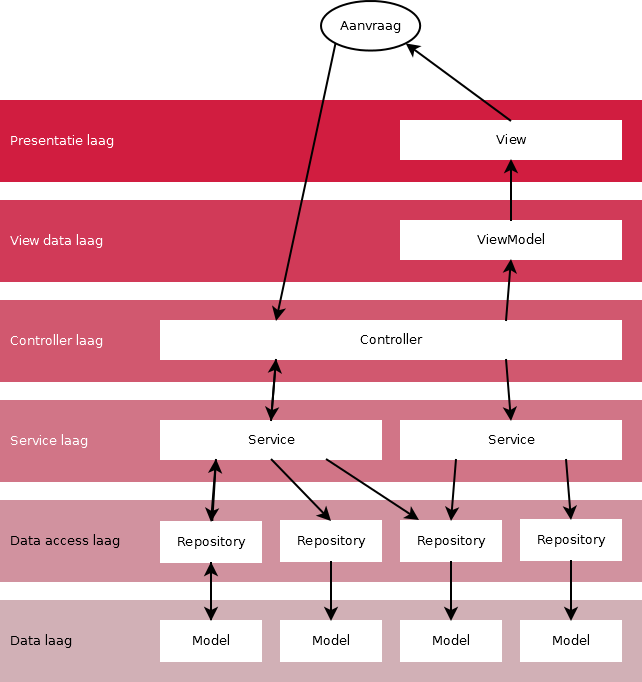 Aanvraag
Presentatie laag
View
View data laag
ViewModel
Controller laag
Controller
Service laag
Service
Service
Data access laag
Repository
Repository
Repository
Repository
Data laag
Model
Model
Model
Model